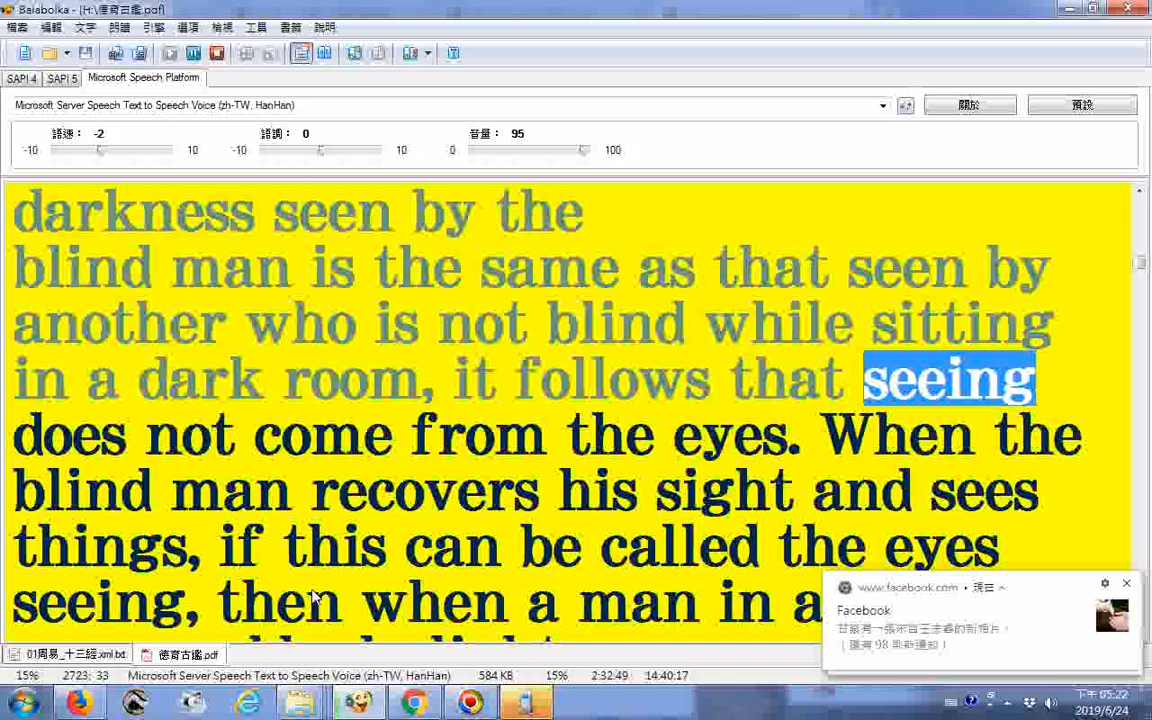 Balabolka - [H:\德育古鑑.pdf]
檔案 編輯 文字 朗讀 引擎 選項 檢視 工具 書籤 說明
SAPI 4 SAPI 5 Microsoft Speech Platform
Microsoft Server Speech Text to Speech Voice (zh-TW, HanHan)
關於 預設
語速： -2 語調： 0 音量： 95
-10 10 -10 10 0 100
darkness seen by the
blind man is the same as that seen by
another who is not blind while sitting
in a dark room, it follows that seeing
does not come from the eyes. When the
blind man recovers his sight and sees
things, if this can be called the eyes
seeing, then when a man in a
www.facebook.com • 現在
Facebook
01周易_十三經.xml.txt 德育古鑑.pdf
15% 2723: 33 Microsoft Server Speech Text to Speech Voice (zh-TW, HanHan) 584 KB 15% 2:32:49 14:40:17
下午 05:22
2019/6/24